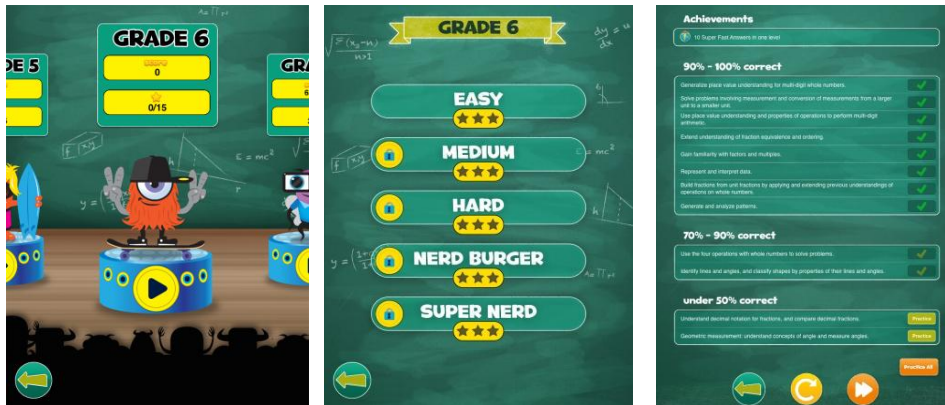 GRADE 6
0
0/15
DE 5
GR
E = mc²
GRADE 6
EASY
MEDIUM
HARD
NERD BURGER
SUPER NERD
E = mc²
Achievements
10 Super Fast Answers in one level
90% - 100% correct
Generalize place value understanding for multi-digit whole numbers.
Solve problems involving measurement and conversion of measurements from a larger
unit to a smaller unit.
Use place value understanding and properties of operations to perform multi-digit
arithmetic.
Extend understanding of fraction equivalence and ordering.
Gain familiarity with factors and multiples.
Represent and interpret data.
Build fractions from unit fractions by applying and extending previous understandings of
operations on whole numbers.
Generate and analyze patterns.
70% - 90% correct
Use the four operations with whole numbers to solve problems.
Identify lines and angles, and classify shapes by properties of their lines and angles.
under 50% correct
Understand decimal notation for fractions, and compare decimal fractions.
Practice
Geometric measurement: understand concepts of angle and measure angles.
Practice
Practice All